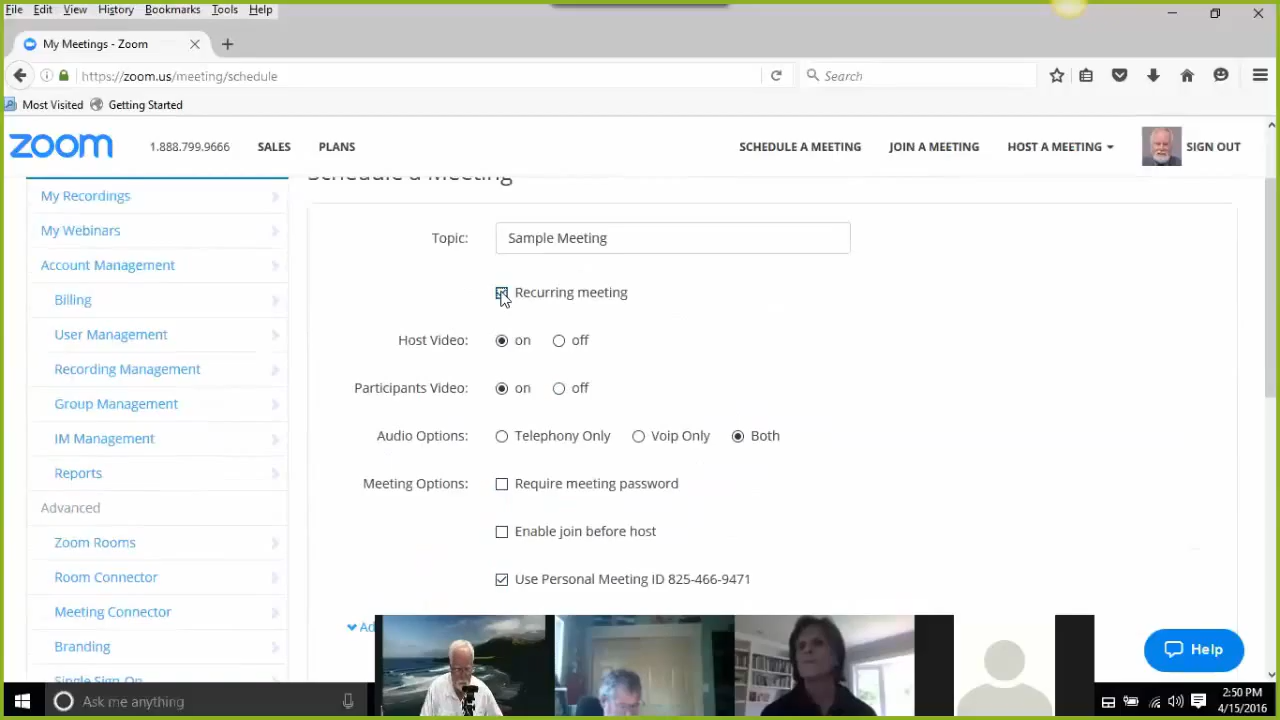 File Edit View History Bookmarks Tools Help
My Meetings - Zoom
https://zoom.us/meeting/schedule Search
Most Visited Getting Started
zoom 1.888.799.9666 SALES PLANS SCHEDULE A MEETING JOIN A MEETING HOST A MEETING SIGN OUT
Schedule a Meeting
My Recordings
My Webinars
Account Management
Billing
User Management
Recording Management
Group Management
IM Management
Reports
Advanced
Zoom Rooms
Room Connector
Meeting Connector
Branding
Single Sign-On
Topic: Sample Meeting
Recurring meeting
Host Video: on off
Participants Video: on off
Audio Options: Telephony Only Voip Only Both
Meeting Options: Require meeting password
Enable join before host
Use Personal Meeting ID 825-466-9471
Help
Ask me anything
2:50 PM
4/15/2016